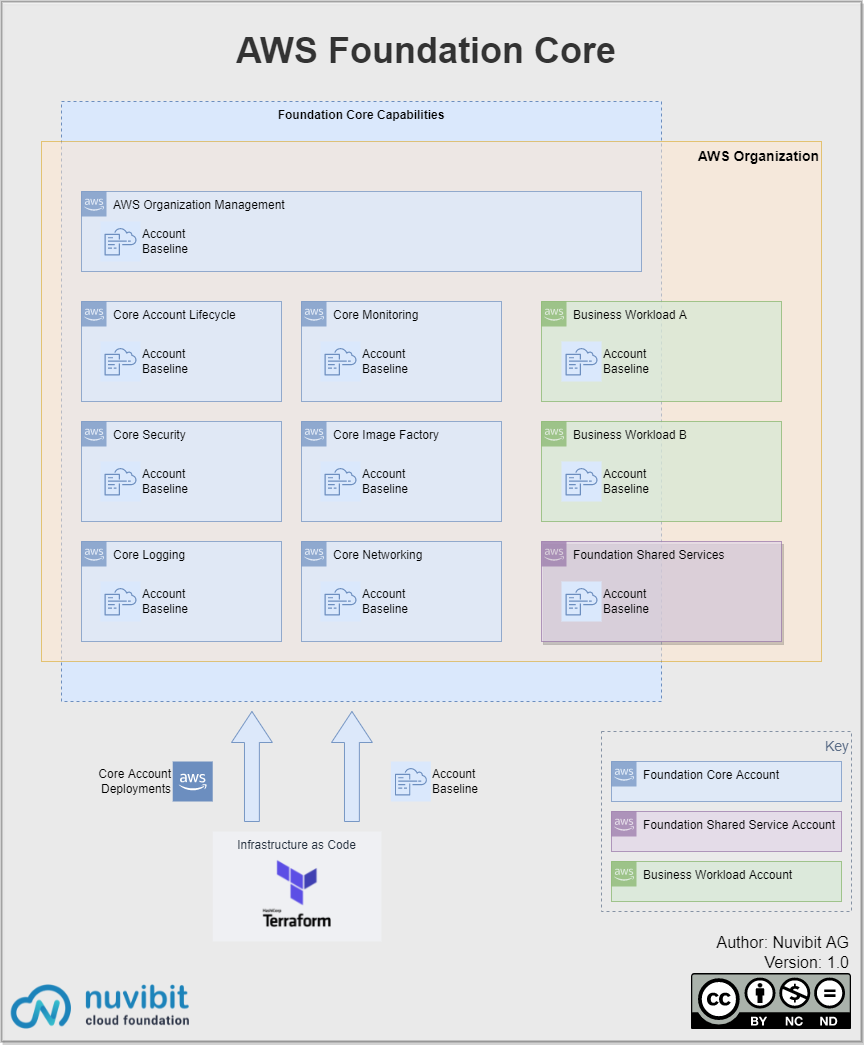 AWS Foundation Core
Foundation Core Capabilities
AWS Organization
aws
AWS Organization Management
Account
Baseline
aws
Core Account Lifecycle
Account
Baseline
aws
Core Monitoring
Account
Baseline
aws
Business Workload A
Account
Baseline
aws
Core Security
Account
Baseline
aws
Core Image Factory
Account
Baseline
aws
Business Workload B
Account
Baseline
aws
Core Logging
Account
Baseline
aws
Core Networking
Account
Baseline
aws
Foundation Shared Services
Account
Baseline
Core Account
Deployments
aws
Account
Baseline
Infrastructure as Code
HashiCorp
Terraform
Key
aws
Foundation Core Account
aws
Foundation Shared Service Account
aws
Business Workload Account
Author: Nuvibit AG
Version: 1.0
cc
BY NC ND
N
nuvibit
cloud foundation